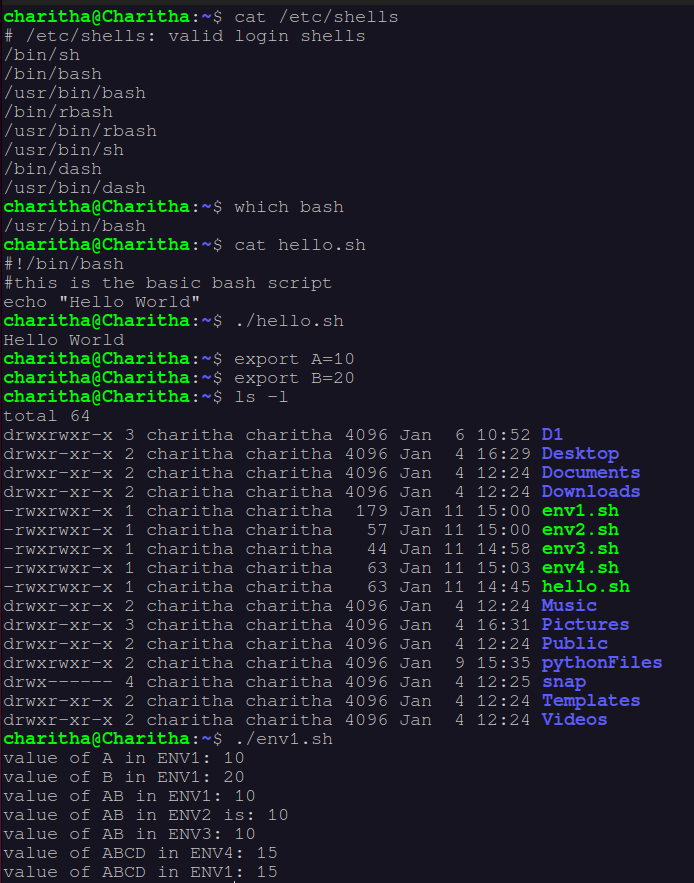 charitha@Charitha:~$ cat /etc/shells
# /etc/shells: valid login shells
/bin/sh
/bin/bash
/usr/bin/bash
/bin/rbash
/usr/bin/rbash
/usr/bin/sh
/bin/dash
/usr/bin/dash
charitha@Charitha:~$ which bash
/usr/bin/bash
charitha@Charitha:~$ cat hello.sh
#!/bin/bash
#this is the basic bash script
echo "Hello World"
charitha@Charitha:~$ ./hello.sh
Hello World
charitha@Charitha:~$ export A=10
charitha@Charitha:~$ export B=20
charitha@Charitha:~$ ls -l
total 64
drwxrwxr-x 3 charitha charitha 4096 Jan  6 10:52 D1
drwxr-xr-x 2 charitha charitha 4096 Jan  4 16:29 Desktop
drwxr-xr-x 2 charitha charitha 4096 Jan  4 12:24 Documents
drwxr-xr-x 2 charitha charitha 4096 Jan  4 12:24 Downloads
-rwxrwxr-x 1 charitha charitha  179 Jan 11 15:00 env1.sh
-rwxrwxr-x 1 charitha charitha   57 Jan 11 15:00 env2.sh
-rwxrwxr-x 1 charitha charitha   44 Jan 11 14:58 env3.sh
-rwxrwxr-x 1 charitha charitha   63 Jan 11 15:03 env4.sh
-rwxrwxr-x 1 charitha charitha   63 Jan 11 14:45 hello.sh
drwxr-xr-x 2 charitha charitha 4096 Jan  4 12:24 Music
drwxr-xr-x 3 charitha charitha 4096 Jan  4 16:31 Pictures
drwxr-xr-x 2 charitha charitha 4096 Jan  4 12:24 Public
drwxrwxr-x 2 charitha charitha 4096 Jan  9 15:35 pythonFiles
drwx------ 4 charitha charitha 4096 Jan  4 12:25 snap
drwxr-xr-x 2 charitha charitha 4096 Jan  4 12:24 Templates
drwxr-xr-x 2 charitha charitha 4096 Jan  4 12:24 Videos
charitha@Charitha:~$ ./env1.sh
value of A in ENV1: 10
value of B in ENV1: 20
value of AB in ENV1: 10
value of AB in ENV2 is: 10
value of AB in ENV3: 10
value of ABCD in ENV4: 15
value of ABCD in ENV1: 15